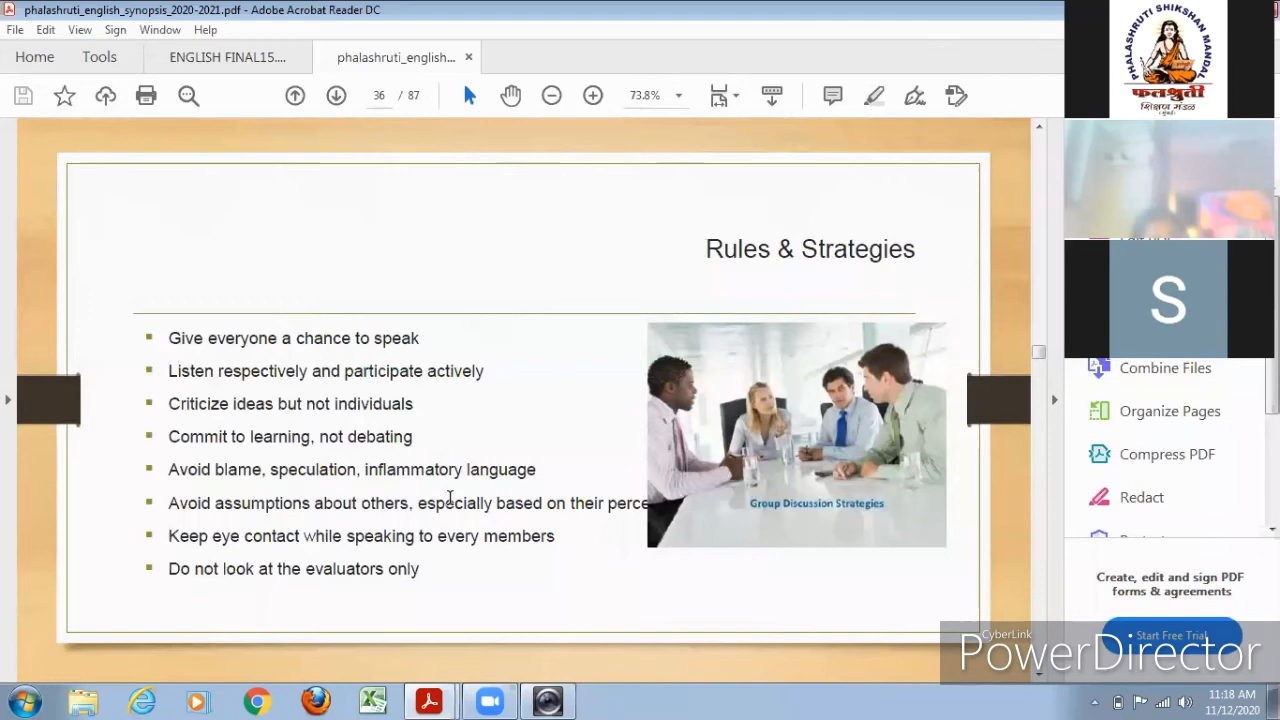 phalashruti_english_synopsis_2020-2021.pdf - Adobe Acrobat Reader DC
File Edit View Sign Window Help
Home Tools ENGLISH FINAL15.... phalashruti_english... ×
36 / 87 73.8%
PHALASHRUTI SHIKSHAN MANDAL
फलश्रुती
शिक्षण मंडळ
Rules & Strategies
Give everyone a chance to speak
Listen respectively and participate actively
Criticize ideas but not individuals
Commit to learning, not debating
Avoid blame, speculation, inflammatory language
Avoid assumptions about others, especially based on their perce
Keep eye contact while speaking to every members
Do not look at the evaluators only
Group Discussion Strategies
S
Combine Files
Organize Pages
Compress PDF
Redact
Create, edit and sign PDF
forms & agreements
Start Free Trial
CyberLink
PowerDirector
11:18 AM
11/12/2020